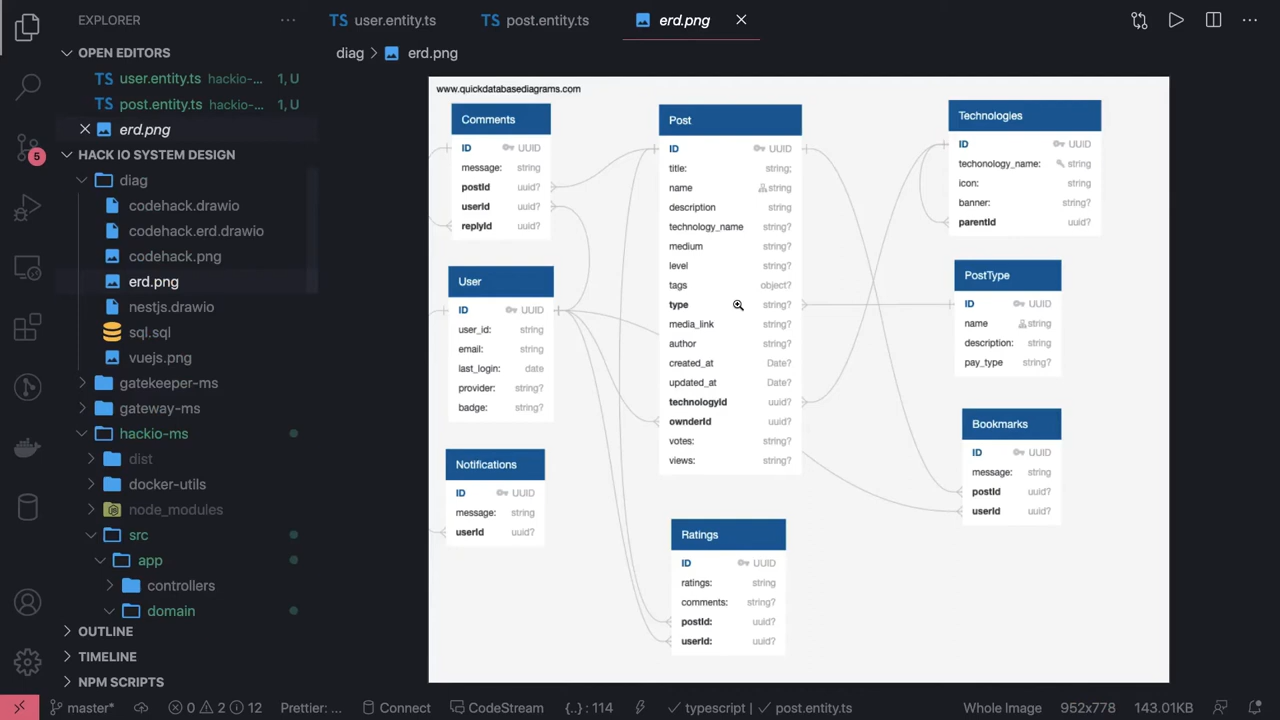 EXPLORER
OPEN EDITORS
TS user.entity.ts hackio-... 1, U
TS post.entity.ts hackio-... 1, U
erd.png
HACK IO SYSTEM DESIGN
diag
codehack.drawio
codehack.erd.drawio
codehack.png
erd.png
nestjs.drawio
sql.sql
vuejs.png
gatekeeper-ms
gateway-ms
hackio-ms
dist
docker-utils
node_modules
src
app
controllers
domain
OUTLINE
TIMELINE
NPM SCRIPTS
5
TS user.entity.ts
TS post.entity.ts
erd.png
diag > erd.png
www.quickdatabasediagrams.com
Comments
ID UUID
message: string
postId uuid?
userId uuid?
replyId uuid?
User
ID UUID
user_id: string
email: string
last_login: date
provider: string?
badge: string?
Notifications
ID UUID
message: string
userId uuid?
Post
ID UUID
title: string;
name string
description string
technology_name string?
medium string?
level string?
tags object?
type string?
media_link string?
author string?
created_at Date?
updated_at Date?
technologyId uuid?
ownderId uuid?
votes: string?
views: string?
Ratings
ID UUID
ratings: string
comments: string?
postId: uuid?
userId: uuid?
Technologies
ID UUID
techonology_name: string
icon: string
banner: string?
parentId uuid?
PostType
ID UUID
name string
description: string
pay_type string?
Bookmarks
ID UUID
message: string
postId uuid?
userId uuid?
master* 0 2 12 Prettier: ... Connect CodeStream {..} : 114 typescript | post.entity.ts Whole Image 952x778 143.01KB